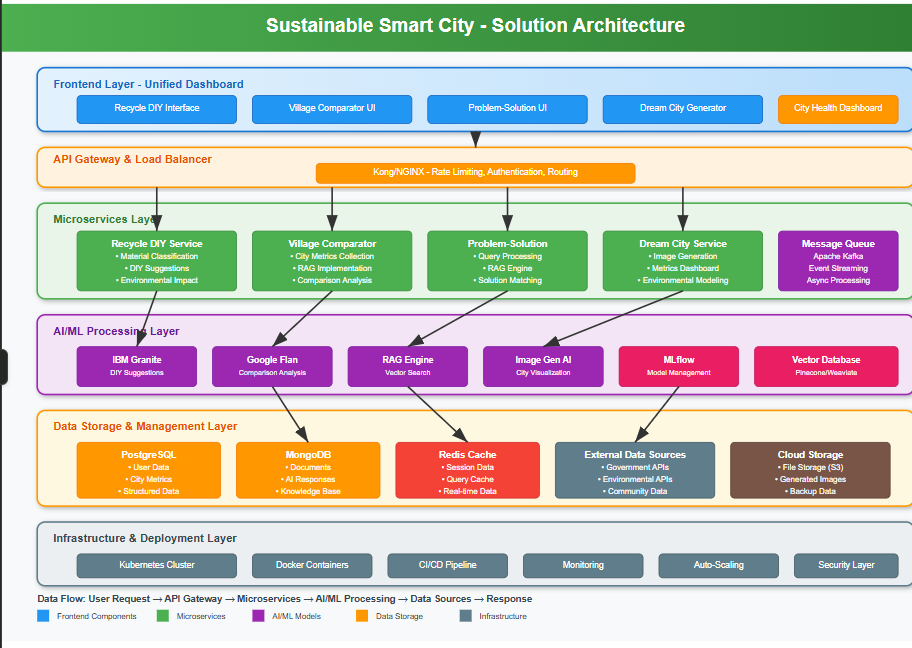 Sustainable Smart City - Solution Architecture
Frontend Layer - Unified Dashboard
Recycle DIY Interface
Village Comparator UI
Problem-Solution UI
Dream City Generator
City Health Dashboard
API Gateway & Load Balancer
Kong/NGINX - Rate Limiting, Authentication, Routing
Microservices Layer
Recycle DIY Service
• Material Classification
• DIY Suggestions
• Environmental Impact
Village Comparator
• City Metrics Collection
• RAG Implementation
• Comparison Analysis
Problem-Solution
• Query Processing
• RAG Engine
• Solution Matching
Dream City Service
• Image Generation
• Metrics Dashboard
• Environmental Modeling
Message Queue
Apache Kafka
Event Streaming
Async Processing
AI/ML Processing Layer
IBM Granite
DIY Suggestions
Google Flan
Comparison Analysis
RAG Engine
Vector Search
Image Gen AI
City Visualization
MLflow
Model Management
Vector Database
Pinecone/Weaviate
Data Storage & Management Layer
PostgreSQL
• User Data
• City Metrics
• Structured Data
MongoDB
• Documents
• AI Responses
• Knowledge Base
Redis Cache
• Session Data
• Query Cache
• Real-time Data
External Data Sources
• Government APIs
• Environmental APIs
• Community Data
Cloud Storage
• File Storage (S3)
• Generated Images
• Backup Data
Infrastructure & Deployment Layer
Kubernetes Cluster
Docker Containers
CI/CD Pipeline
Monitoring
Auto-Scaling
Security Layer
Data Flow: User Request → API Gateway → Microservices → AI/ML Processing → Data Sources → Response
Frontend Components
Microservices
AI/ML Models
Data Storage
Infrastructure